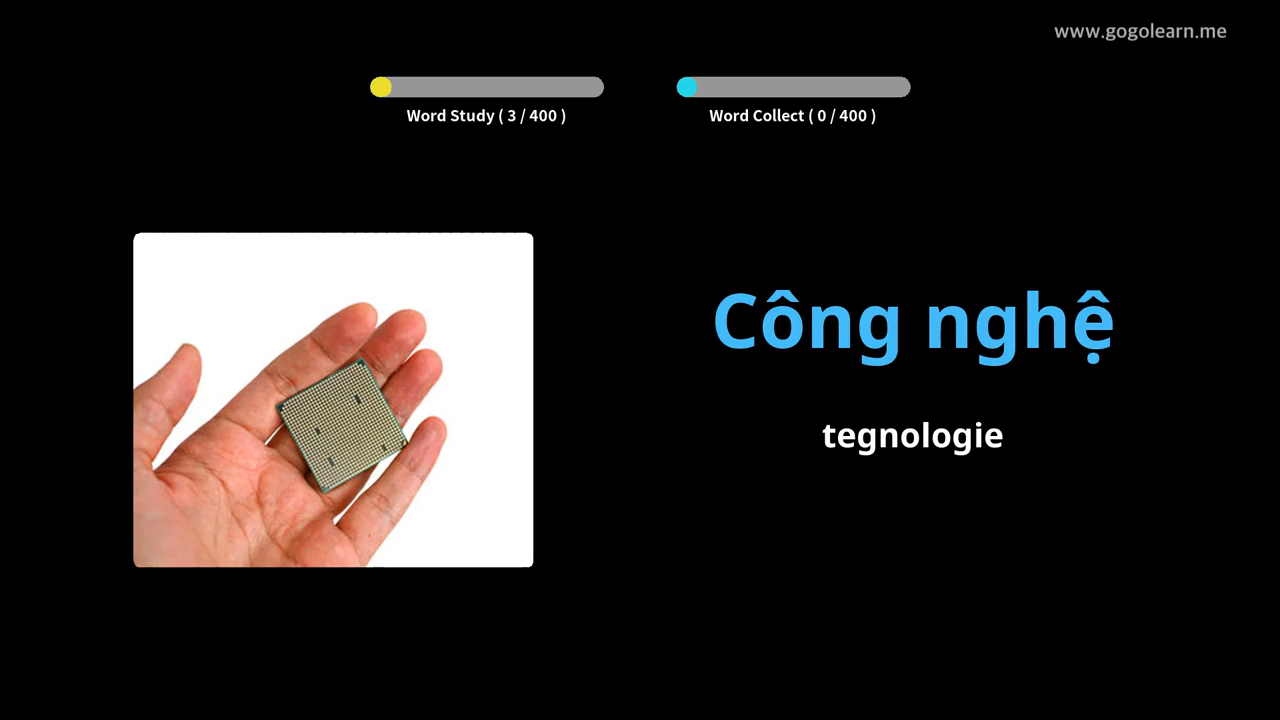 www.gogolearn.me
Word Study ( 3 / 400 )
Word Collect ( 0 / 400 )
Công nghệ
tegnologie